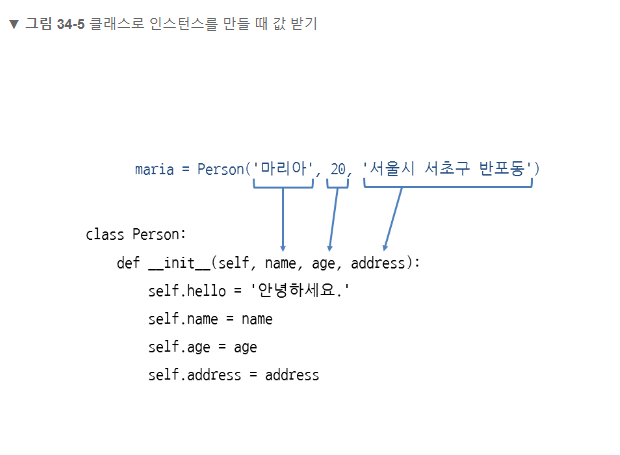 ▼ 그림 34-5 클래스로 인스턴스를 만들 때 값 받기
maria = Person('마리아', 20, '서울시 서초구 반포동')
class Person:
    def __init__(self, name, age, address):
        self.hello = '안녕하세요.'
        self.name = name
        self.age = age
        self.address = address